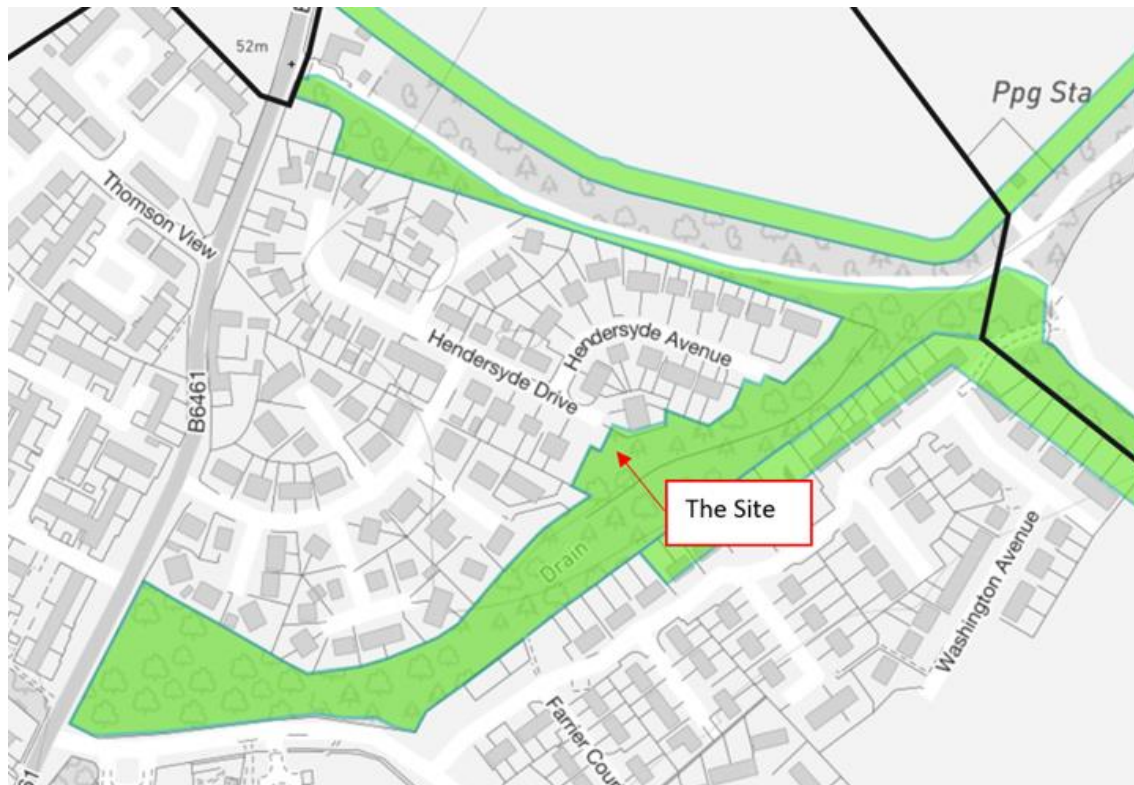 52m
Ppg Sta
Thomson View
B6461
Hendersyde Avenue
Hendersyde Drive
The Site
Drain
Washington Avenue
Farrier Cour
61